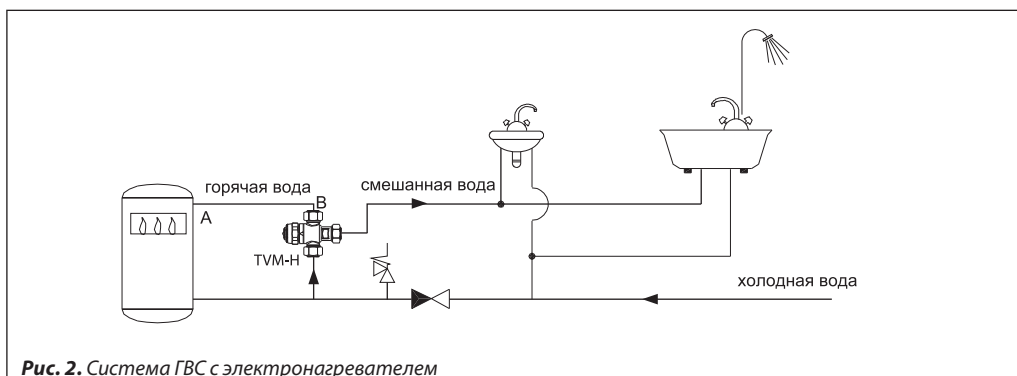 горячая вода
B
смешанная вода
A
TVM-H
холодная вода
Рис. 2. Система ГВС с электронагревателем